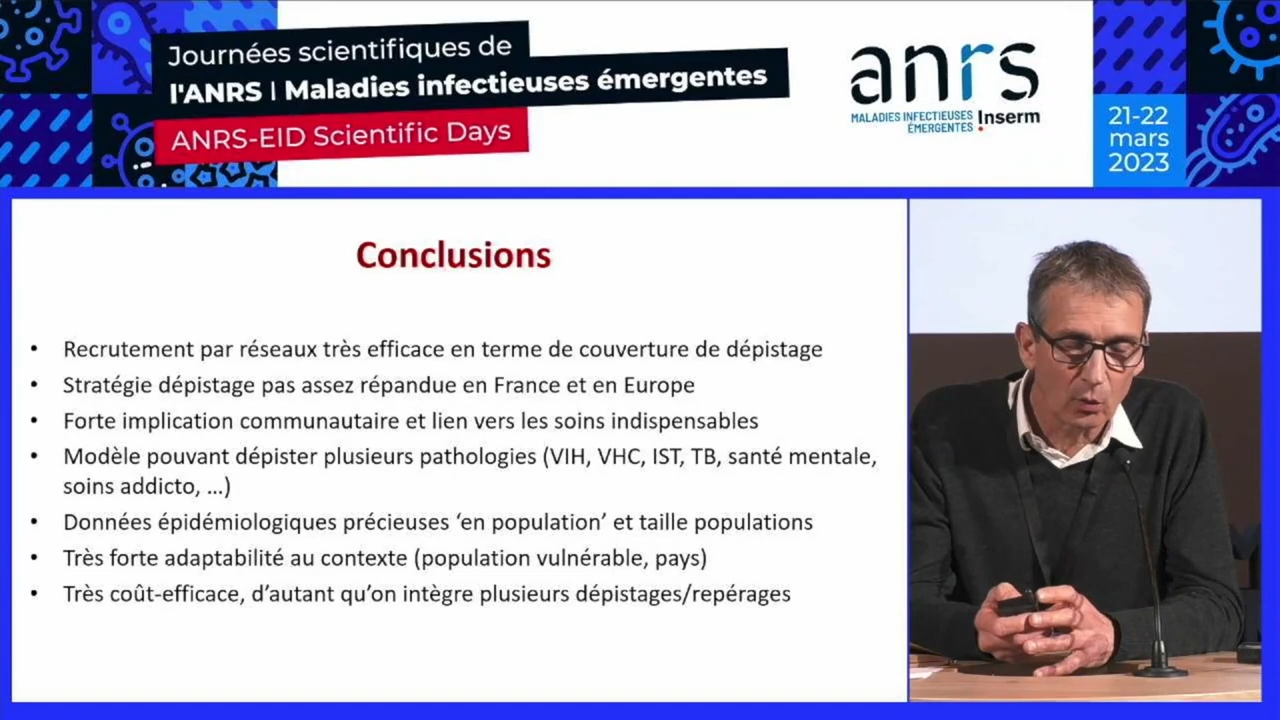 Journées scientifiques de
l'ANRS | Maladies infectieuses émergentes
ANRS-EID Scientific Days
anrs
MALADIES INFECTIEUSES
ÉMERGENTES Inserm
21-22
mars
2023
Conclusions
• Recrutement par réseaux très efficace en terme de couverture de dépistage
• Stratégie dépistage pas assez répandue en France et en Europe
• Forte implication communautaire et lien vers les soins indispensables
• Modèle pouvant dépister plusieurs pathologies (VIH, VHC, IST, TB, santé mentale,
soins addicto, …)
• Données épidémiologiques précieuses ‘en population’ et taille populations
• Très forte adaptabilité au contexte (population vulnérable, pays)
• Très coût-efficace, d’autant qu’on intègre plusieurs dépistages/repérages